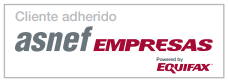 Cliente adherido
asnef EMPRESAS
Powered by
EQUIFAX